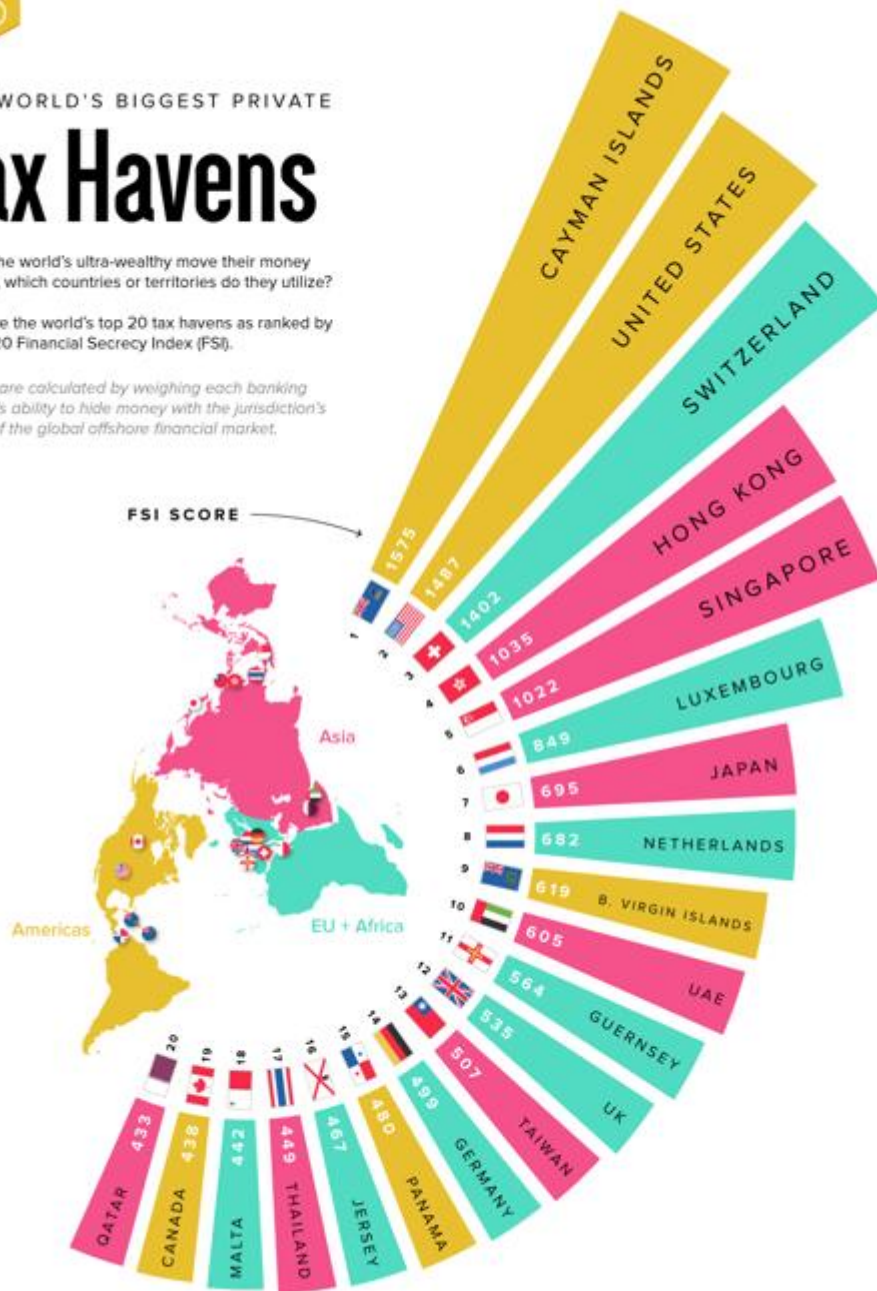 WORLD'S BIGGEST PRIVATE
ax Havens
he world's ultra-wealthy move their money
which countries or territories do they utilize?
e the world's top 20 tax havens as ranked by
20 Financial Secrecy Index (FSI).
are calculated by weighing each banking
s ability to hide money with the jurisdiction's
f the global offshore financial market.
FSI SCORE
1 1575 CAYMAN ISLANDS
2 1487 UNITED STATES
3 1402 SWITZERLAND
4 1035 HONG KONG
5 1022 SINGAPORE
6 849 LUXEMBOURG
7 695 JAPAN
8 682 NETHERLANDS
9 619 B. VIRGIN ISLANDS
10 605 UAE
11 564 GUERNSEY
12 535 UK
13 507 TAIWAN
14 499 GERMANY
15 480 PANAMA
16 467 JERSEY
17 449 THAILAND
18 442 MALTA
19 438 CANADA
20 433 QATAR
Asia
Americas
EU + Africa